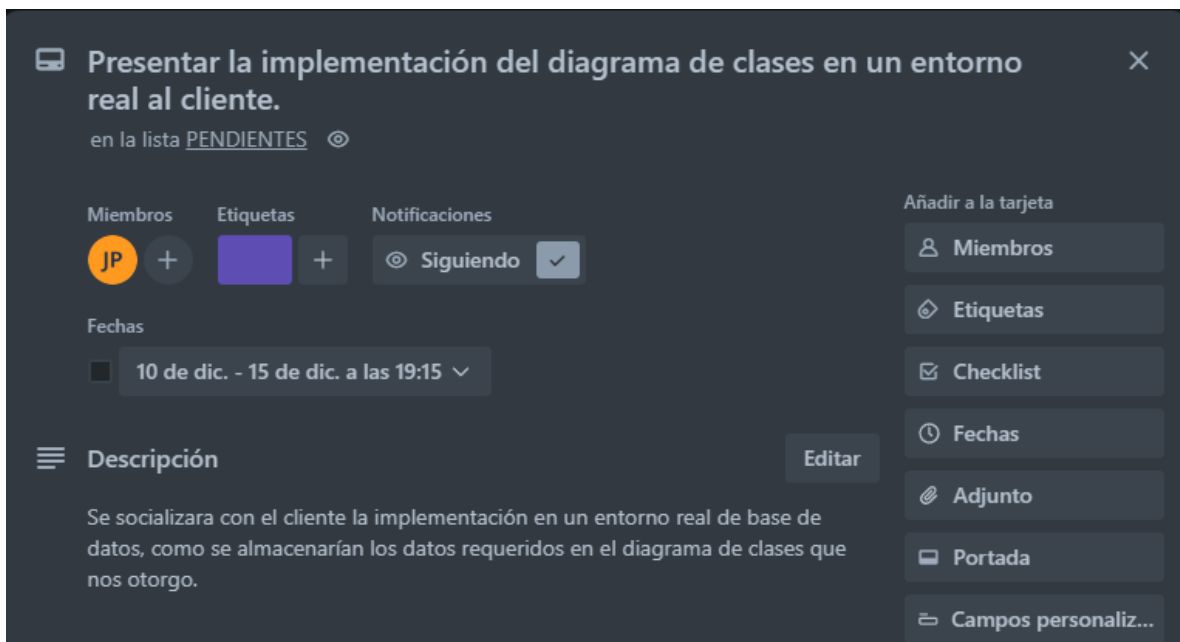 Presentar la implementación del diagrama de clases en un entorno
real al cliente.
en la lista PENDIENTES
Miembros
Etiquetas
Notificaciones
JP
Siguiendo
Fechas
10 de dic. - 15 de dic. a las 19:15
Descripción
Editar
Se socializara con el cliente la implementación en un entorno real de base de
datos, como se almacenarían los datos requeridos en el diagrama de clases que
nos otorgo.
Añadir a la tarjeta
Miembros
Etiquetas
Checklist
Fechas
Adjunto
Portada
Campos personaliz...